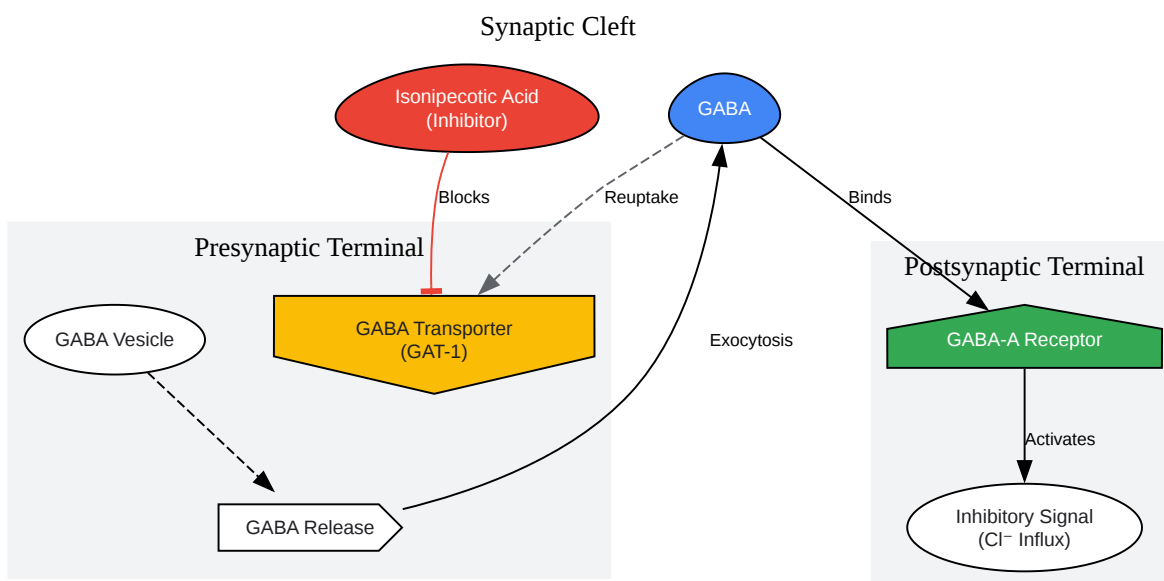 Synaptic Cleft
Isonipecotic Acid
(Inhibitor)
GABA
Blocks
Reuptake
Binds
Presynaptic Terminal
Postsynaptic Terminal
GABA Vesicle
GABA Transporter
(GAT-1)
Exocytosis
GABA-A Receptor
Activates
GABA Release
Inhibitory Signal
(Cl⁻ Influx)